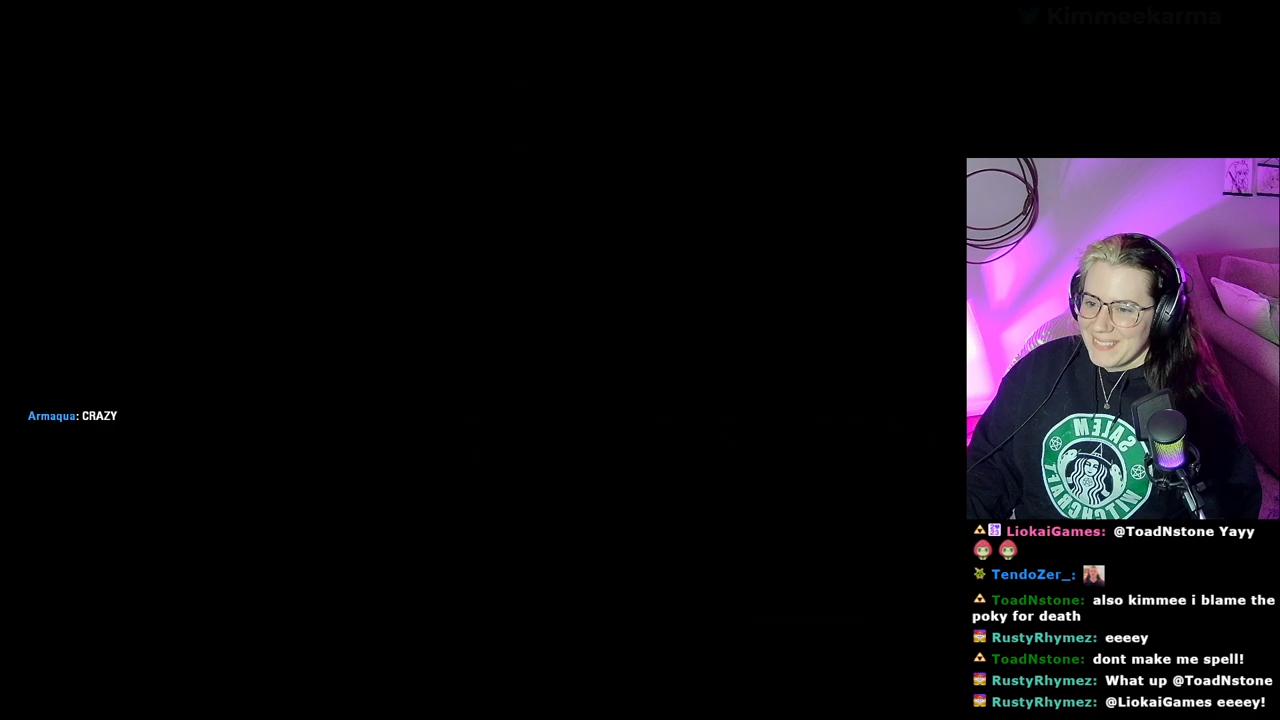 Kimmeekarma
Armaqua: CRAZY
SALEM
WITCHCRAFT
LiokaiGames: @ToadNstone Yayy
TendoZer_:
ToadNstone: also kimmee i blame the
poky for death
RustyRhymez: eeeey
ToadNstone: dont make me spell!
RustyRhymez: What up @ToadNstone
RustyRhymez: @LiokaiGames eeeey!